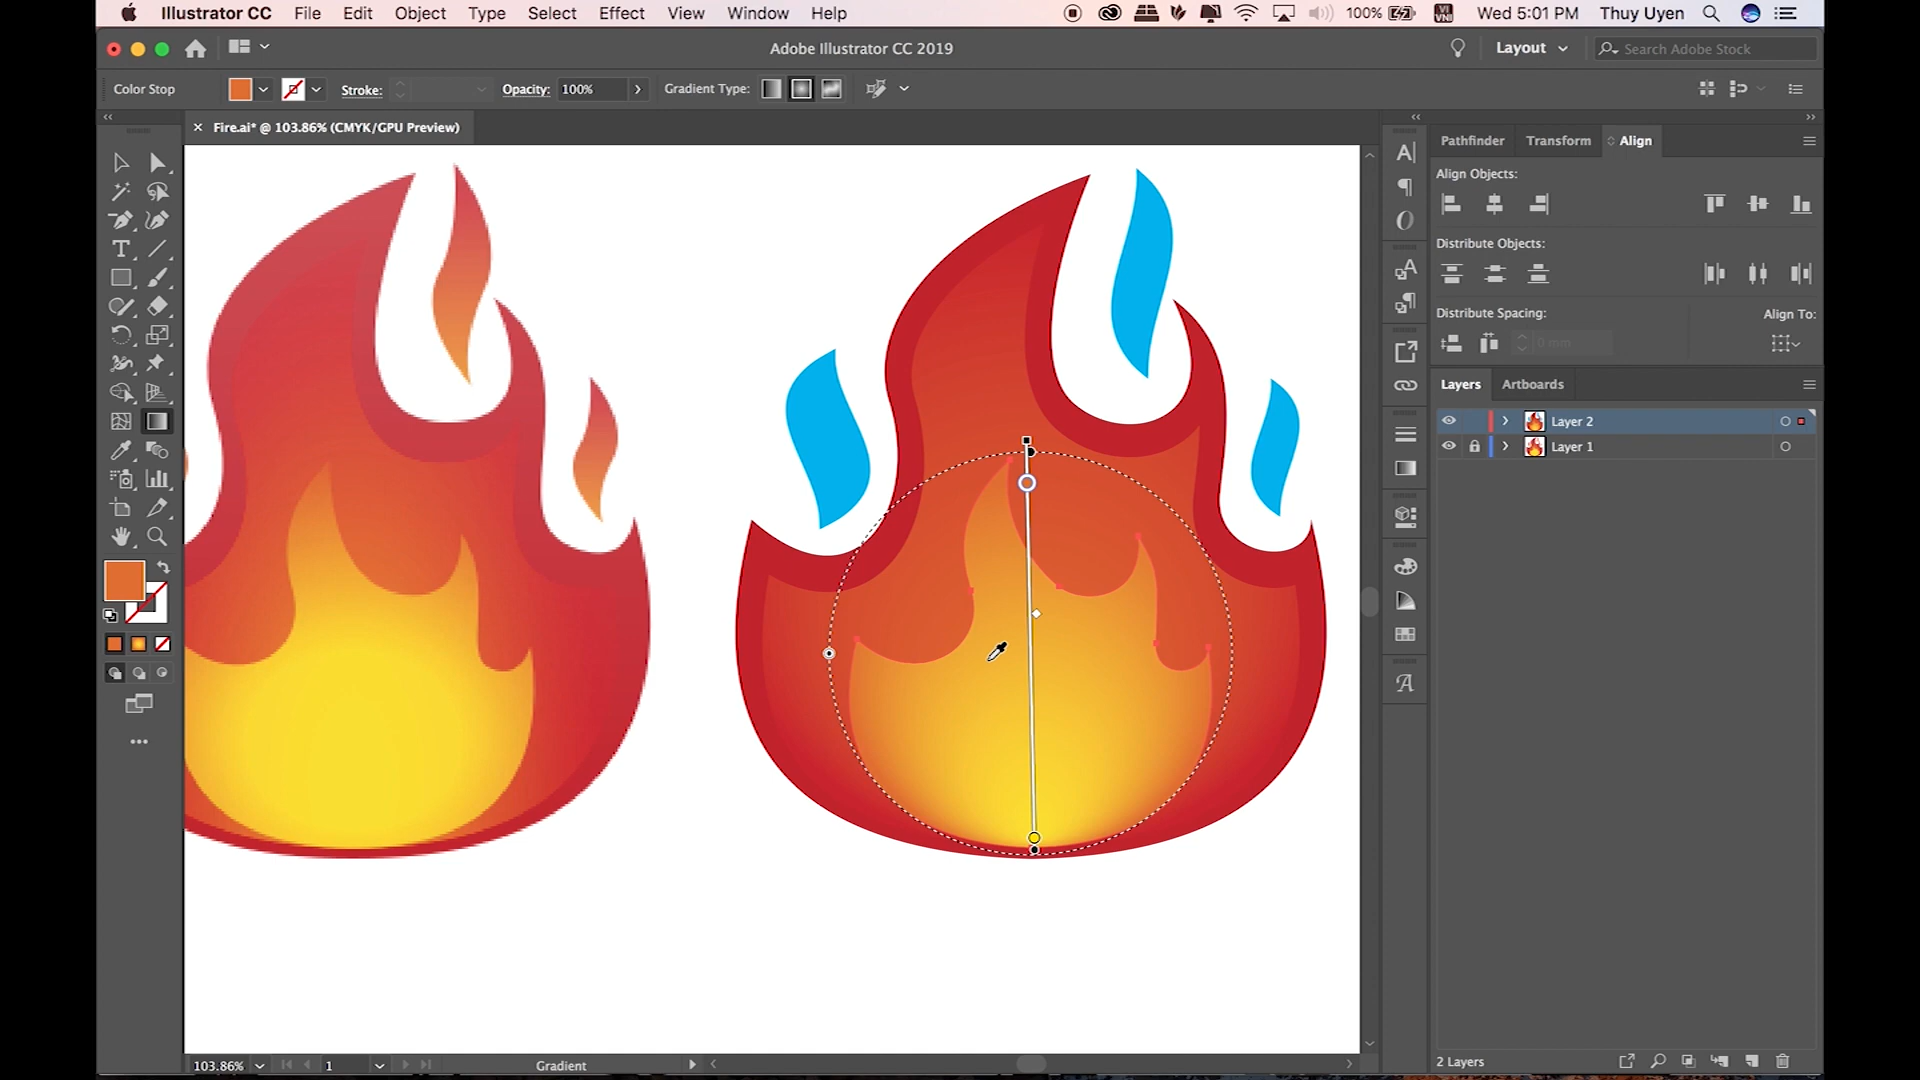 Illustrator CC File Edit Object Type Select Effect View Window Help 100% VI VNI Wed 5:01 PM Thuy Uyen
Adobe Illustrator CC 2019 Layout Search Adobe Stock
Color Stop Stroke: Opacity: 100% Gradient Type:
× Fire.ai* @ 103.86% (CMYK/GPU Preview)
Pathfinder Transform Align
Align Objects:
Distribute Objects:
Distribute Spacing: Align To:
0 mm
Layers Artboards
Layer 2
Layer 1
103.86% 1 Gradient
2 Layers